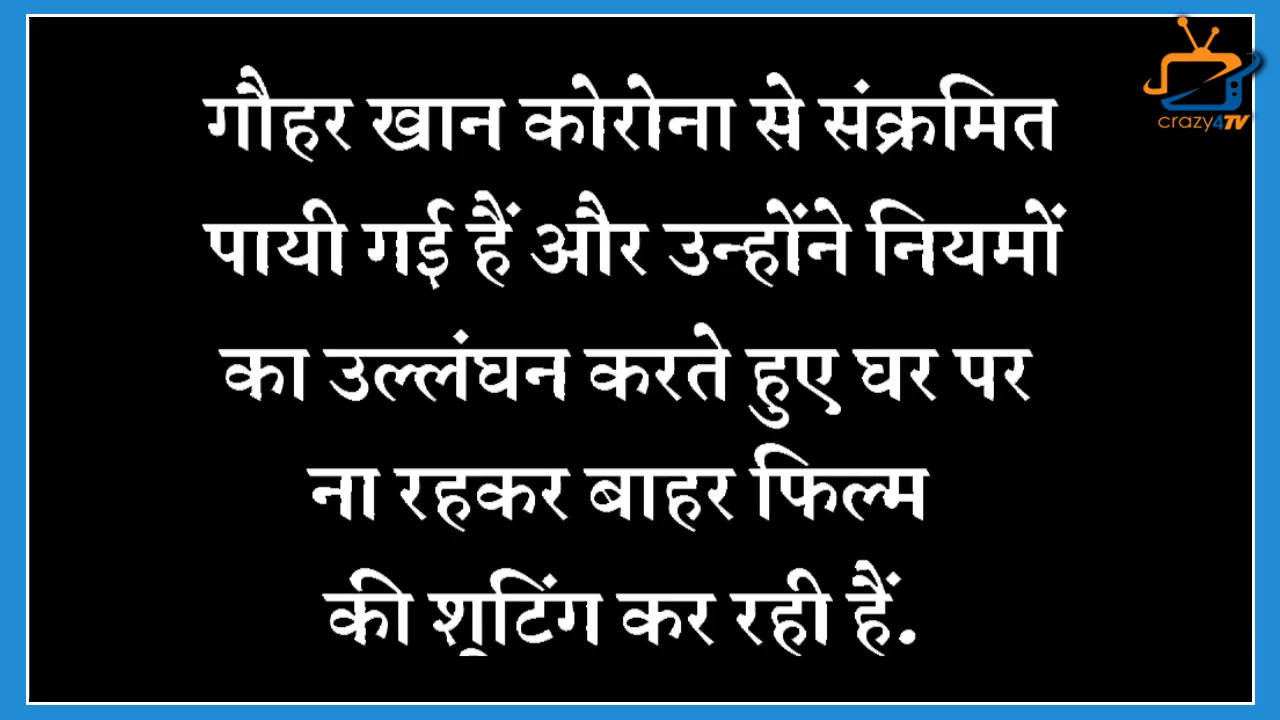 गौहर खान कोरोना से संक्रमित
पायी गई हैं और उन्होंने नियमों
का उल्लंघन करते हुए घर पर
ना रहकर बाहर फिल्म
की शूटिंग कर रही हैं.
crazy4TV